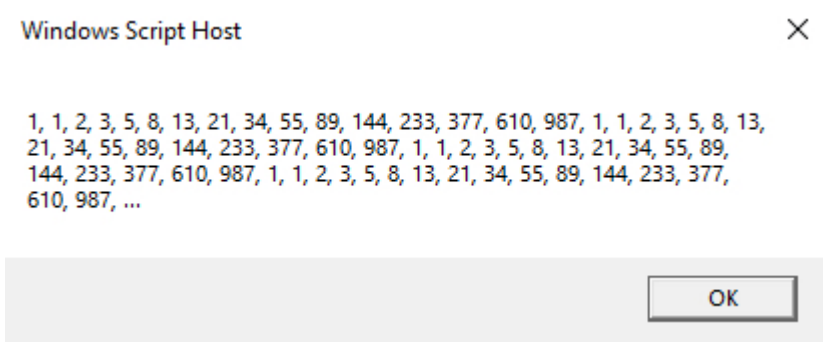 Windows Script Host
1, 1, 2, 3, 5, 8, 13, 21, 34, 55, 89, 144, 233, 377, 610, 987, 1, 1, 2, 3, 5, 8, 13,
21, 34, 55, 89, 144, 233, 377, 610, 987, 1, 1, 2, 3, 5, 8, 13, 21, 34, 55, 89,
144, 233, 377, 610, 987, 1, 1, 2, 3, 5, 8, 13, 21, 34, 55, 89, 144, 233, 377,
610, 987, ...
OK